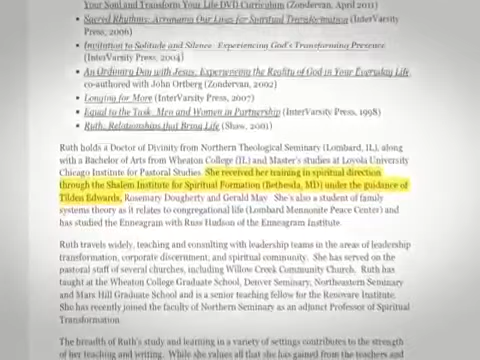 Your Soul and Transform Your Life DVD Curriculum (Zondervan, April 2011)
• Sacred Rhythms: Arranging Our Lives for Spiritual Transformation (InterVarsity
Press, 2006)
• Invitation to Solitude and Silence: Experiencing God's Transforming Presence
(InterVarsity Press, 2004)
• An Ordinary Day with Jesus: Experiencing the Reality of God in Your Everyday Life,
co-authored with John Ortberg (Zondervan, 2002)
• Longing for More (InterVarsity Press, 2007)
• Equal to the Task: Men and Women in Partnership (InterVarsity Press, 1998)
• Ruth: Relationships that Bring Life (Shaw, 2001)
Ruth holds a Doctor of Divinity from Northern Theological Seminary (Lombard, IL), along
with a Bachelor of Arts from Wheaton College (IL) and Master's studies at Loyola University
Chicago Institute for Pastoral Studies. She received her training in spiritual direction
through the Shalem Institute for Spiritual Formation (Bethesda, MD) under the guidance of
Tilden Edwards, Rosemary Dougherty and Gerald May. She's also a student of family
systems theory as it relates to congregational life (Lombard Mennonite Peace Center) and
has studied the Enneagram with Russ Hudson of the Enneagram Institute.
Ruth travels widely, teaching and consulting with leadership teams in the areas of leadership
transformation, corporate discernment, and spiritual community. She has served on the
pastoral staff of several churches, including Willow Creek Community Church. Ruth has
taught at the Wheaton College Graduate School, Denver Seminary, Northeastern Seminary
and Mars Hill Graduate School and is a senior teaching fellow for the Renovaré Institute.
She has recently joined the faculty of Northern Seminary as an adjunct Professor of Spiritual
Transformation.
The breadth of Ruth's study and learning in a variety of settings contributes to the strength
of her teaching and writing. While she values all that she has gained from the teachers and